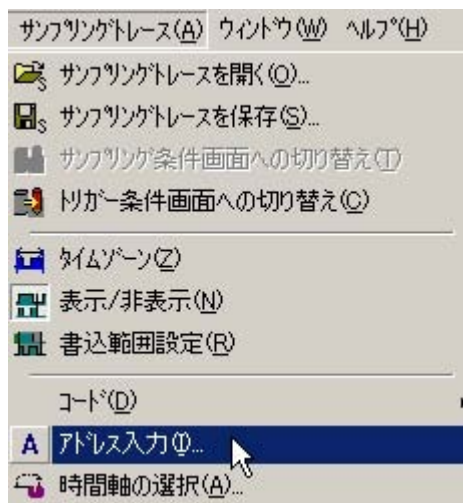 サンプリングトレース(A) ウィンドウ(W) ヘルプ(H)
サンプリングトレースを開く(O)...
サンプリングトレースを保存(S)...
サンプリング条件画面への切り替え(T)
トリガー条件画面への切り替え(C)
タイムゾーン(Z)
表示/非表示(N)
書込範囲設定(R)
コード(D)
A アドレス入力(I)...
時間軸の選択(A)...